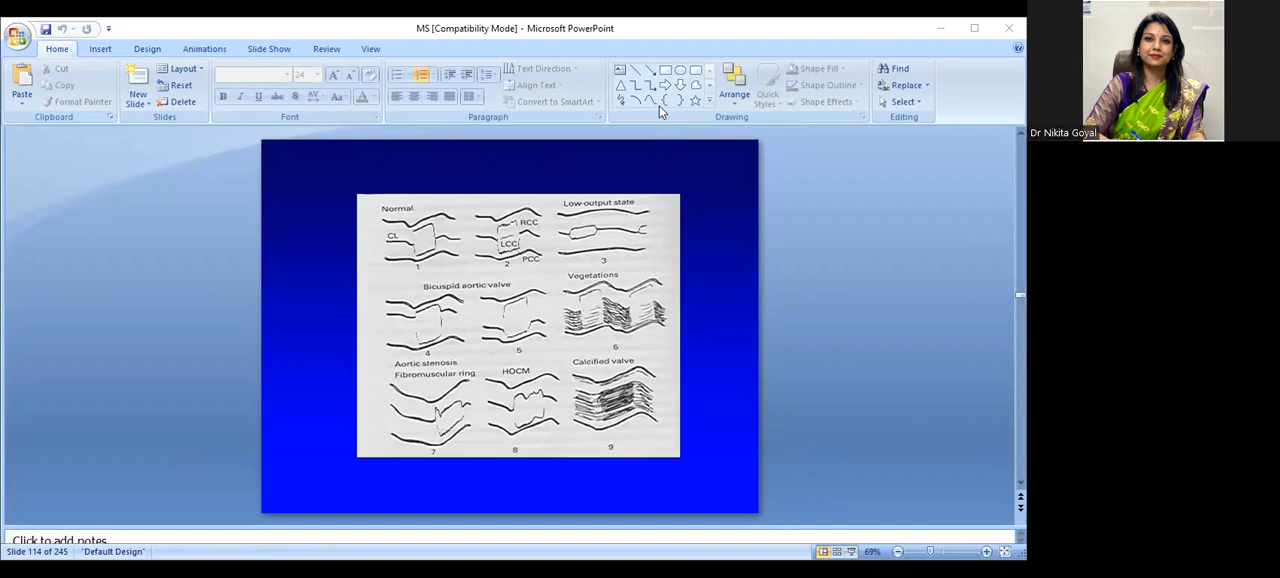 MS [Compatibility Mode] - Microsoft PowerPoint
Home Insert Design Animations Slide Show Review View
Paste
Cut
Copy
Format Painter
Clipboard
New Slide
Layout
Reset
Delete
Slides
24
B I U abc S AV Aa A
Font
Text Direction
Align Text
Convert to SmartArt
Paragraph
Arrange
Quick Styles
Shape Fill
Shape Outline
Shape Effects
Drawing
Find
Replace
Select
Editing
Dr Nikita Goyal
Normal
CL
1
RCC
LCC
PCC
2
Low-output state
3
Bicuspid aortic valve
4
5
Vegetations
6
Aortic stenosis
Fibromuscular ring
7
HOCM
8
Calcified valve
9
Click to add notes
Slide 114 of 245 "Default Design" 69%